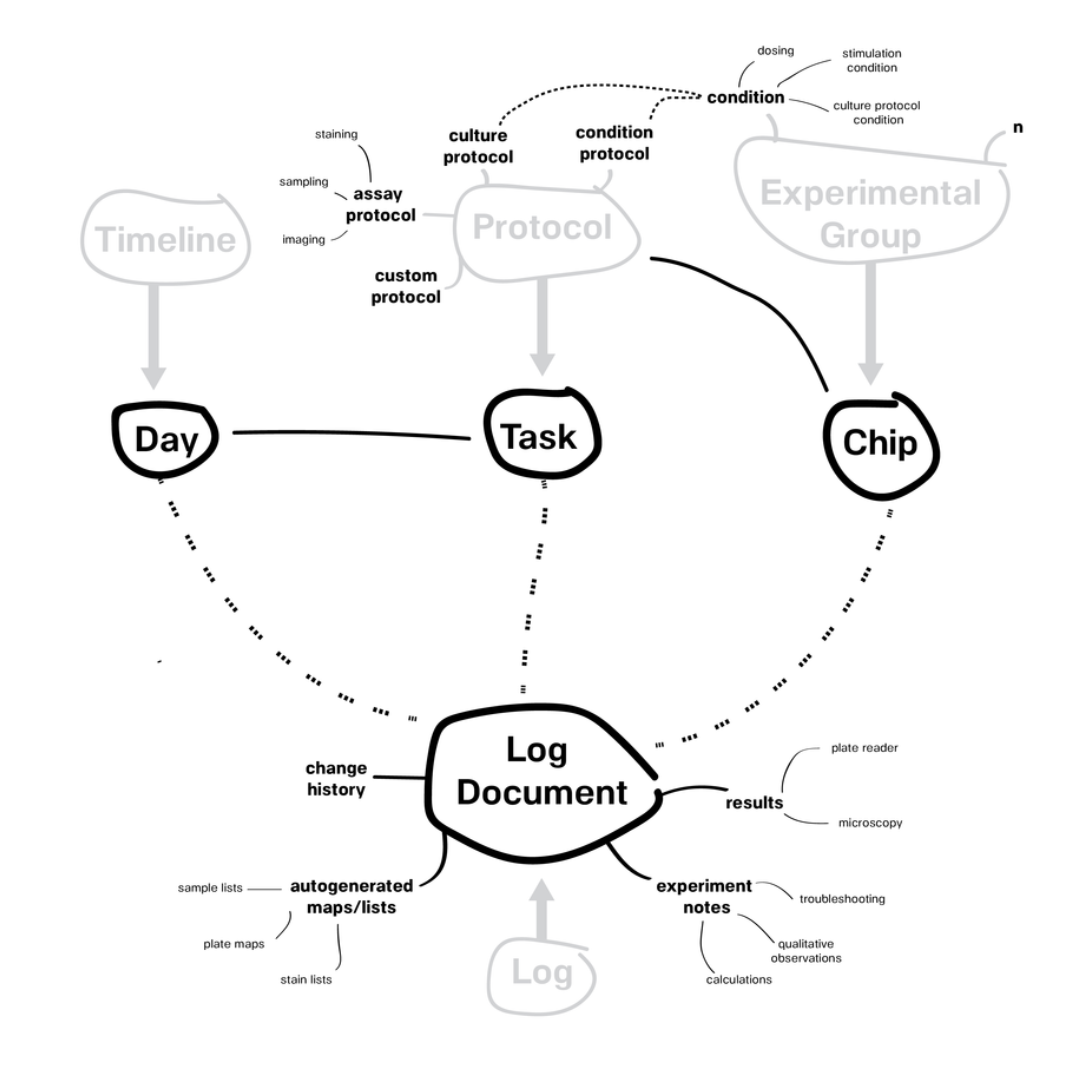 dosing
stimulation
condition
condition
culture protocol
condition
n
culture
protocol
condition
protocol
staining
sampling
assay
protocol
imaging
custom
protocol
Timeline
Protocol
Experimental
Group
Day
Task
Chip
Log
Document
change
history
results
plate reader
microscopy
autogenerated
maps/lists
sample lists
plate maps
stain lists
experiment
notes
troubleshooting
qualitative
observations
calculations
Log